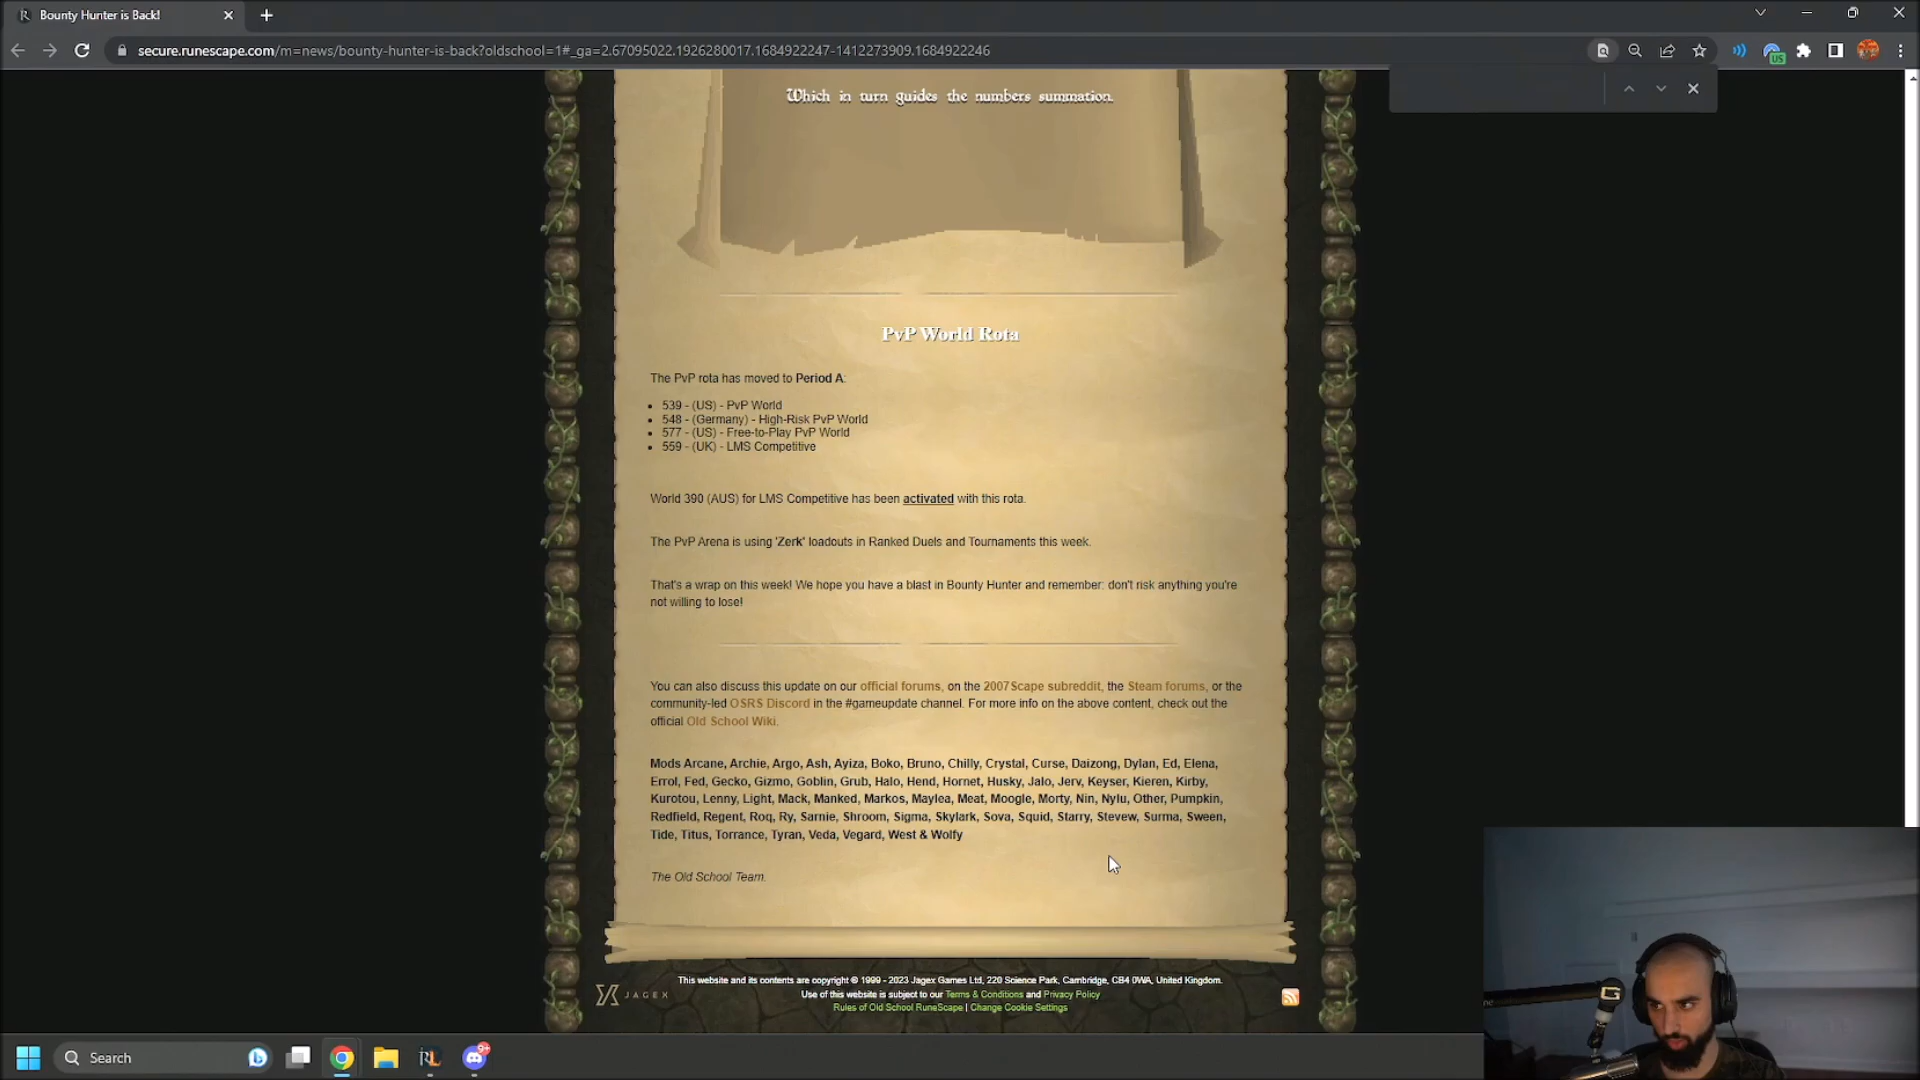 Bounty Hunter is Back!
secure.runescape.com/m=news/bounty-hunter-is-back?oldschool=1#_ga=2.67095022.1926280017.1684922247-1412273909.1684922246
US
Which in turn guides the numbers summation.
PvP World Rota
The PvP rota has moved to Period A:
539 - (US) - PvP World
548 - (Germany) - High-Risk PvP World
577 - (US) - Free-to-Play PvP World
559 - (UK) - LMS Competitive
World 390 (AUS) for LMS Competitive has been activated with this rota.
The PvP Arena is using 'Zerk' loadouts in Ranked Duels and Tournaments this week.
That's a wrap on this week! We hope you have a blast in Bounty Hunter and remember: don't risk anything you're
not willing to lose!
You can also discuss this update on our official forums, on the 2007Scape subreddit, the Steam forums, or the
community-led OSRS Discord in the #gameupdate channel. For more info on the above content, check out the
official Old School Wiki.
Mods Arcane, Archie, Argo, Ash, Ayiza, Boko, Bruno, Chilly, Crystal, Curse, Daizong, Dylan, Ed, Elena,
Errol, Fed, Gecko, Gizmo, Goblin, Grub, Halo, Hend, Hornet, Husky, Jalo, Jerv, Keyser, Kieren, Kirby,
Kurotou, Lenny, Light, Mack, Manked, Markos, Maylea, Meat, Moogle, Morty, Nin, Nylu, Other, Pumpkin,
Redfield, Regent, Roq, Ry, Sarnie, Shroom, Sigma, Skylark, Sova, Squid, Starry, Stevew, Surma, Sween,
Tide, Titus, Torrance, Tyran, Veda, Vegard, West & Wolfy
The Old School Team.
This website and its contents are copyright © 1999 - 2023 Jagex Games Ltd, 220 Science Park, Cambridge, CB4 0WA, United Kingdom.
Use of this website is subject to our Terms & Conditions and Privacy Policy
Rules of Old School RuneScape | Change Cookie Settings
JAGEX
Search
9+